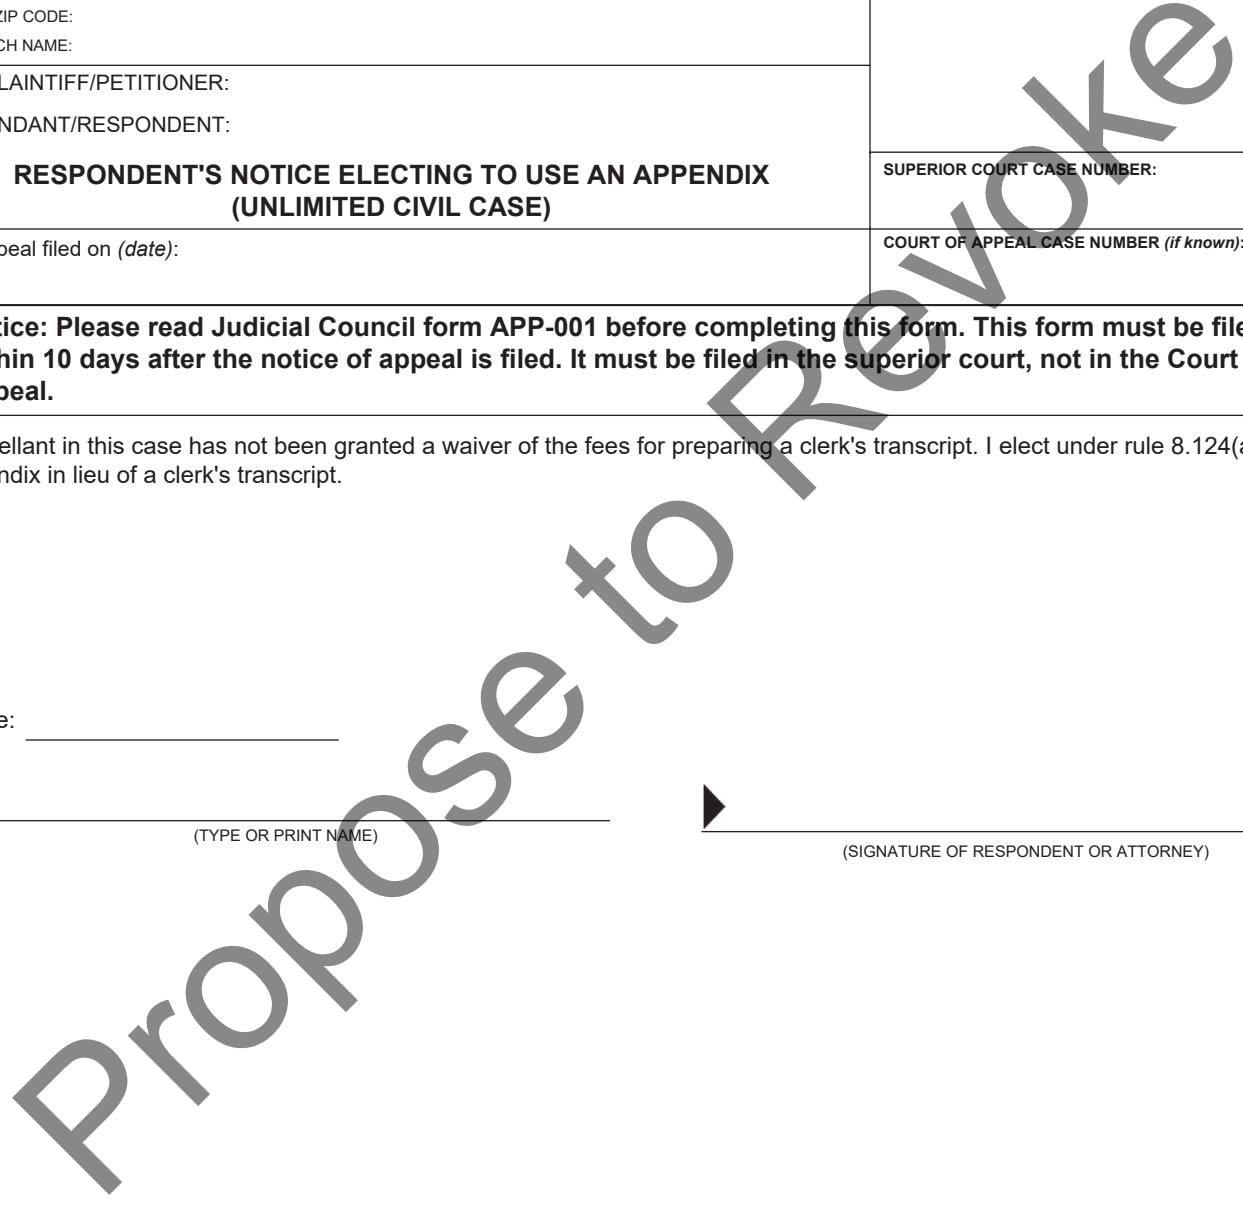 ZIP CODE:
CH NAME:
LAINTIFF/PETITIONER:
NDANT/RESPONDENT:
RESPONDENT'S NOTICE ELECTING TO USE AN APPENDIX
(UNLIMITED CIVIL CASE)
SUPERIOR COURT CASE NUMBER:
peal filed on (date):
COURT OF APPEAL CASE NUMBER (if known):
tice: Please read Judicial Council form APP-001 before completing this form. This form must be file
hin 10 days after the notice of appeal is filed. It must be filed in the superior court, not in the Court
peal.
ellant in this case has not been granted a waiver of the fees for preparing a clerk's transcript. I elect under rule 8.124(a
ndix in lieu of a clerk's transcript.
e:
(TYPE OR PRINT NAME)
(SIGNATURE OF RESPONDENT OR ATTORNEY)
Propose to Revoke